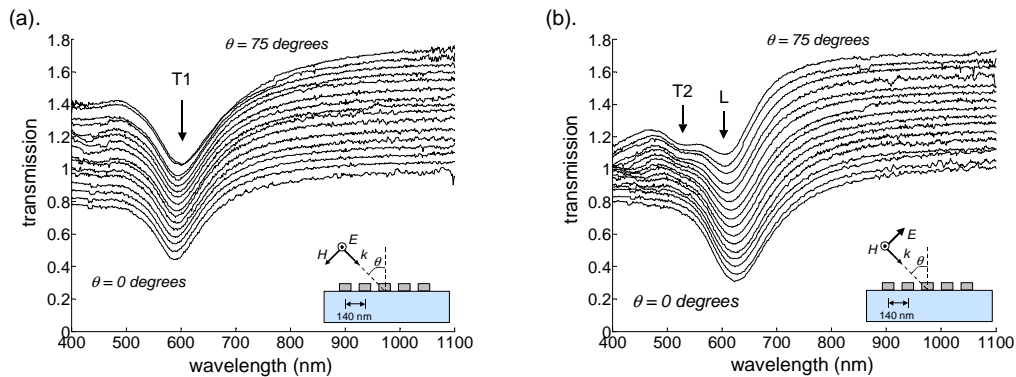 (a).
1.8
1.6
1.4
1.2
1
0.8
0.6
0.4
0.2
0
transmission
θ = 75 degrees
T1
θ = 0 degrees
E
H
k
θ
140 nm
400 500 600 700 800 900 1000 1100
wavelength (nm)
(b).
1.8
1.6
1.4
1.2
1
0.8
0.6
0.4
0.2
0
transmission
θ = 75 degrees
T2 L
θ = 0 degrees
E
H
k
θ
140 nm
400 500 600 700 800 900 1000 1100
wavelength (nm)